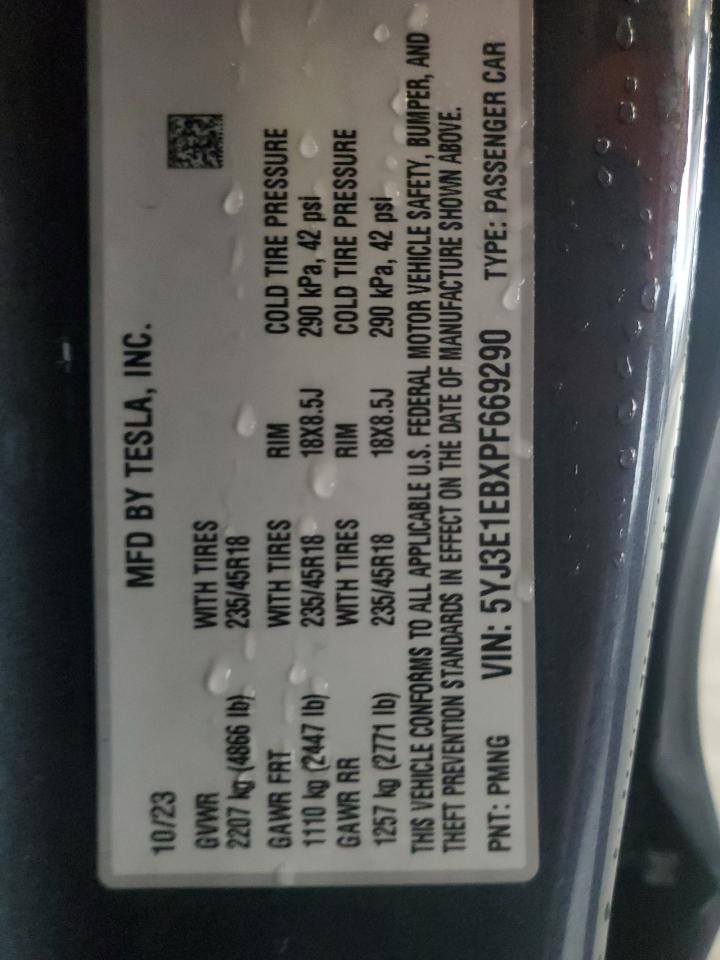 MFD BY TESLA, INC.
10/23
GVWR WITH TIRES
2207 kg (4866 lb) 235/45R18
GAWR FRT WITH TIRES RIM COLD TIRE PRESSURE
1110 kg (2447 lb) 235/45R18 18X8.5J 290 kPa, 42 psi
GAWR RR WITH TIRES RIM COLD TIRE PRESSURE
1257 kg (2771 lb) 235/45R18 18X8.5J 290 kPa, 42 psi
THIS VEHICLE CONFORMS TO ALL APPLICABLE U.S. FEDERAL MOTOR VEHICLE SAFETY, BUMPER, AND
THEFT PREVENTION STANDARDS IN EFFECT ON THE DATE OF MANUFACTURE SHOWN ABOVE.
PNT: PMNG VIN: 5YJ3E1EBXPF669290 TYPE: PASSENGER CAR